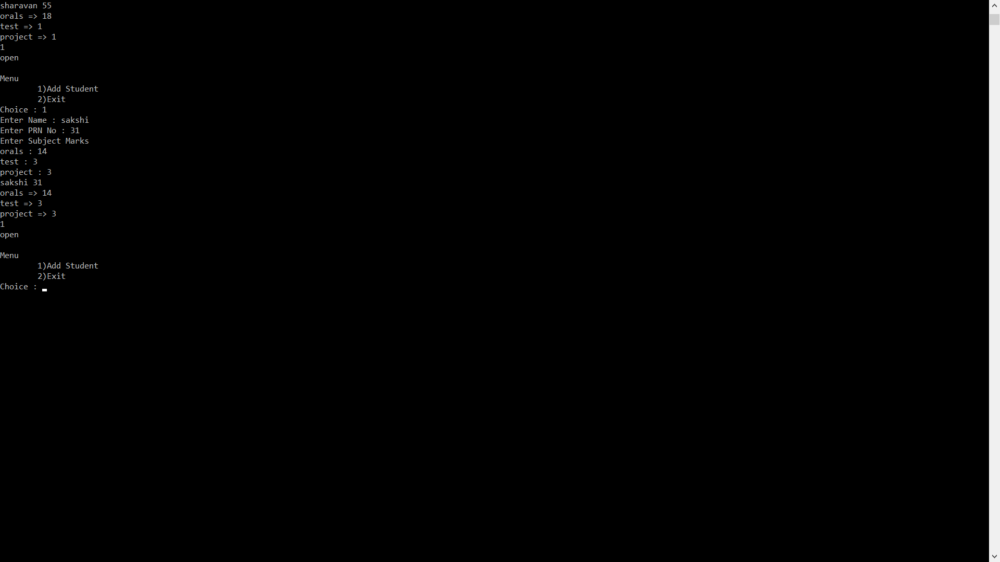 sharavan 55
orals => 18
test => 1
project => 1
1
open
Menu
1)Add Student
2)Exit
Choice : 1
Enter Name : sakshi
Enter PRN No : 31
Enter Subject Marks
orals : 14
test : 3
project : 3
sakshi 31
orals => 14
test => 3
project => 3
1
open
Menu
1)Add Student
2)Exit
Choice :